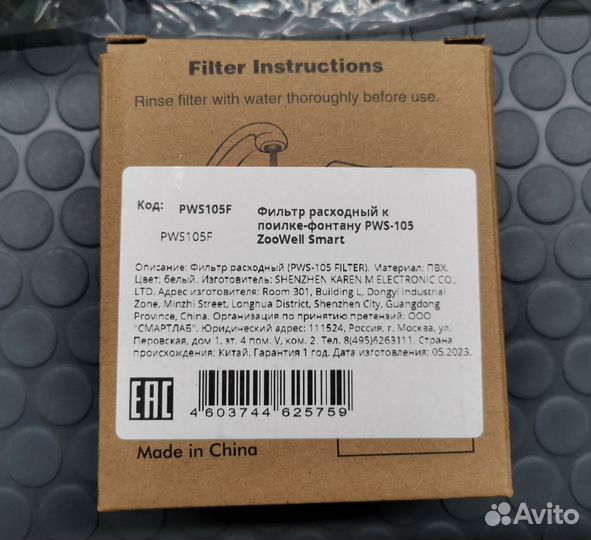 Filter Instructions
Rinse filter with water thoroughly before use.
Код: PWS105F
PWS105F
Фильтр расходный к
поилке-фонтану PWS-105
ZooWell Smart
Описание: Фильтр расходный (PWS-105 FILTER). Материал: ПВХ.
Цвет: белый. Изготовитель: SHENZHEN KAREN M ELECTRONIC CO.,
LTD. Адрес изготовителя: Room 301, Building L, Dongyi Industrial
Zone, Minzhi Street, Longhua District, Shenzhen City, Guangdong
Province, China. Организация по принятию претензий: ООО
"СМАРТЛАБ". Юридический адрес: 111524, Россия, г. Москва, ул.
Перовская, дом 1, эт. 4 пом. V, ком. 2. Тел. 8(495)6263111. Страна
происхождения: Китай. Гарантия 1 год. Дата изготовления: 05.2023.
EAC
4 603744 625759
Made in China
Avito